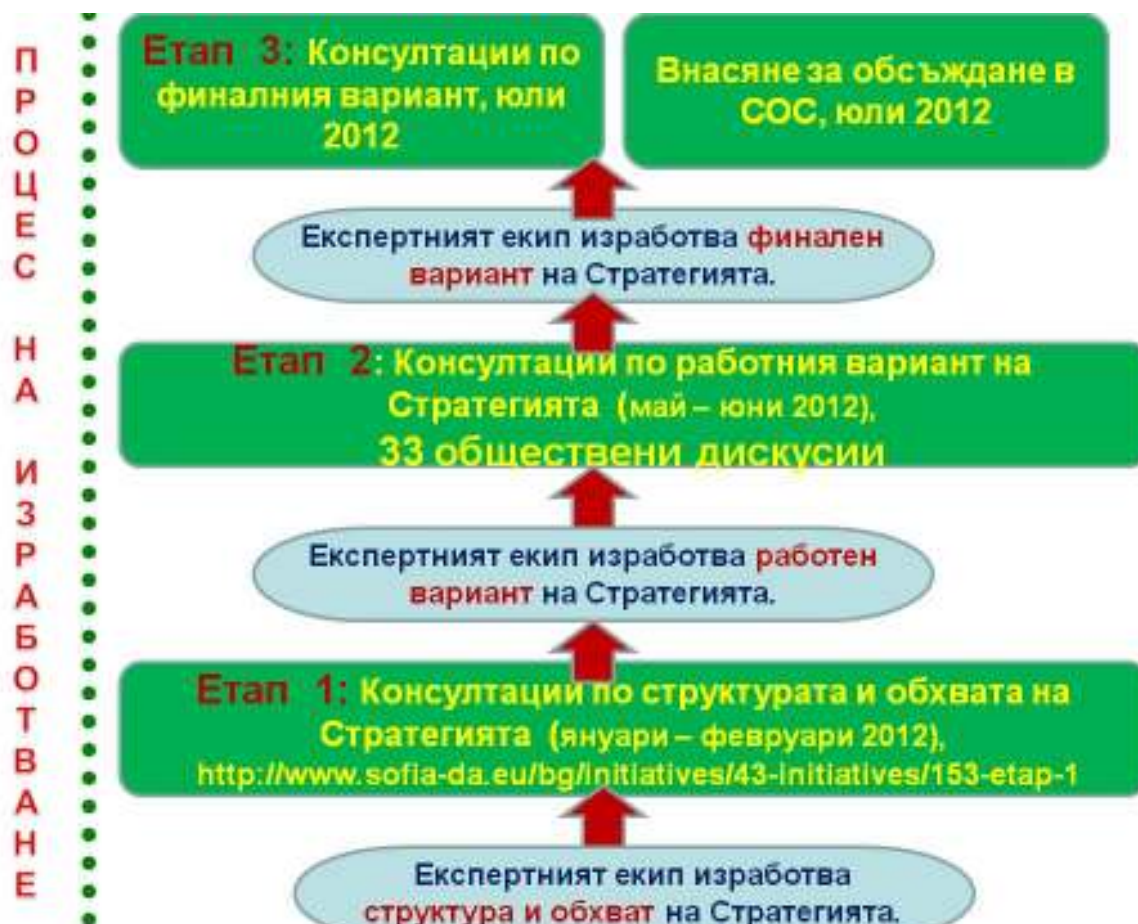 ПРОЦЕС НА ИЗРАБОТВАНЕ
Етап 3: Консултации по
финалния вариант, юли
2012
Внасяне за обсъждане в
СОС, юли 2012
Експертният екип изработва финален
вариант на Стратегията.
Етап 2: Консултации по работния вариант на
Стратегията (май – юни 2012),
33 обществени дискусии
Експертният екип изработва работен
вариант на Стратегията.
Етап 1: Консултации по структурата и обхвата на
Стратегията (януари – февруари 2012),
http://www.sofia-da.eu/bg/initiatives/43-initiatives/153-etap-1
Експертният екип изработва
структура и обхват на Стратегията.